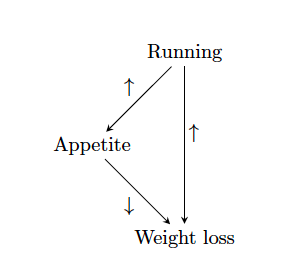 Running
↑
↑
Appetite
↓
Weight loss